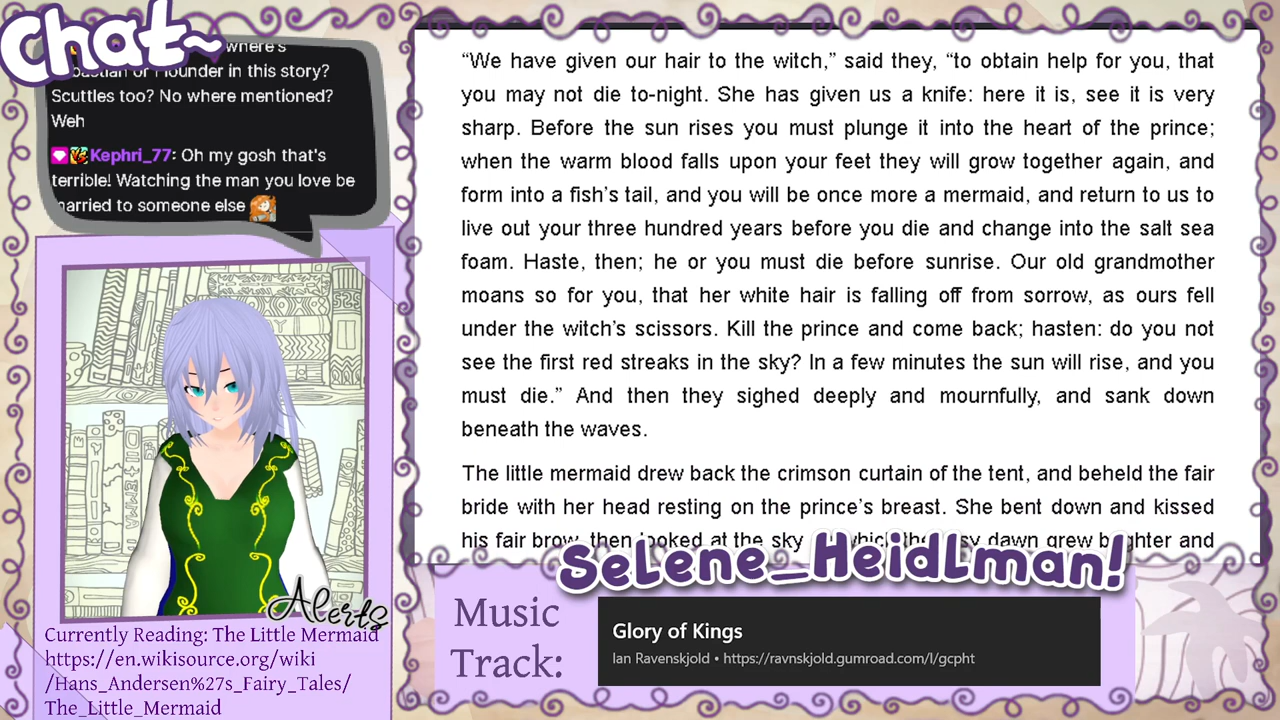 Chat~
where's
or Flounder in this story?
Scuttles too? No where mentioned?
Weh
Kephri_77: Oh my gosh that's
terrible! Watching the man you love be
married to someone else
“We have given our hair to the witch,” said they, “to obtain help for you, that
you may not die to-night. She has given us a knife: here it is, see it is very
sharp. Before the sun rises you must plunge it into the heart of the prince;
when the warm blood falls upon your feet they will grow together again, and
form into a fish’s tail, and you will be once more a mermaid, and return to us to
live out your three hundred years before you die and change into the salt sea
foam. Haste, then; he or you must die before sunrise. Our old grandmother
moans so for you, that her white hair is falling off from sorrow, as ours fell
under the witch’s scissors. Kill the prince and come back; hasten: do you not
see the first red streaks in the sky? In a few minutes the sun will rise, and you
must die.” And then they sighed deeply and mournfully, and sank down
beneath the waves.
The little mermaid drew back the crimson curtain of the tent, and beheld the fair
bride with her head resting on the prince’s breast. She bent down and kissed
his fair brow, then looked at the sky dawn grew brighter and
Selene_Heidlman!
Alerts
Currently Reading: The Little Mermaid
https://en.wikisource.org/wiki
/Hans_Andersen%27s_Fairy_Tales/
The_Little_Mermaid
Music
Track:
Glory of Kings
Ian Ravenskjold • https://ravnskjold.gumroad.com/l/gcpht